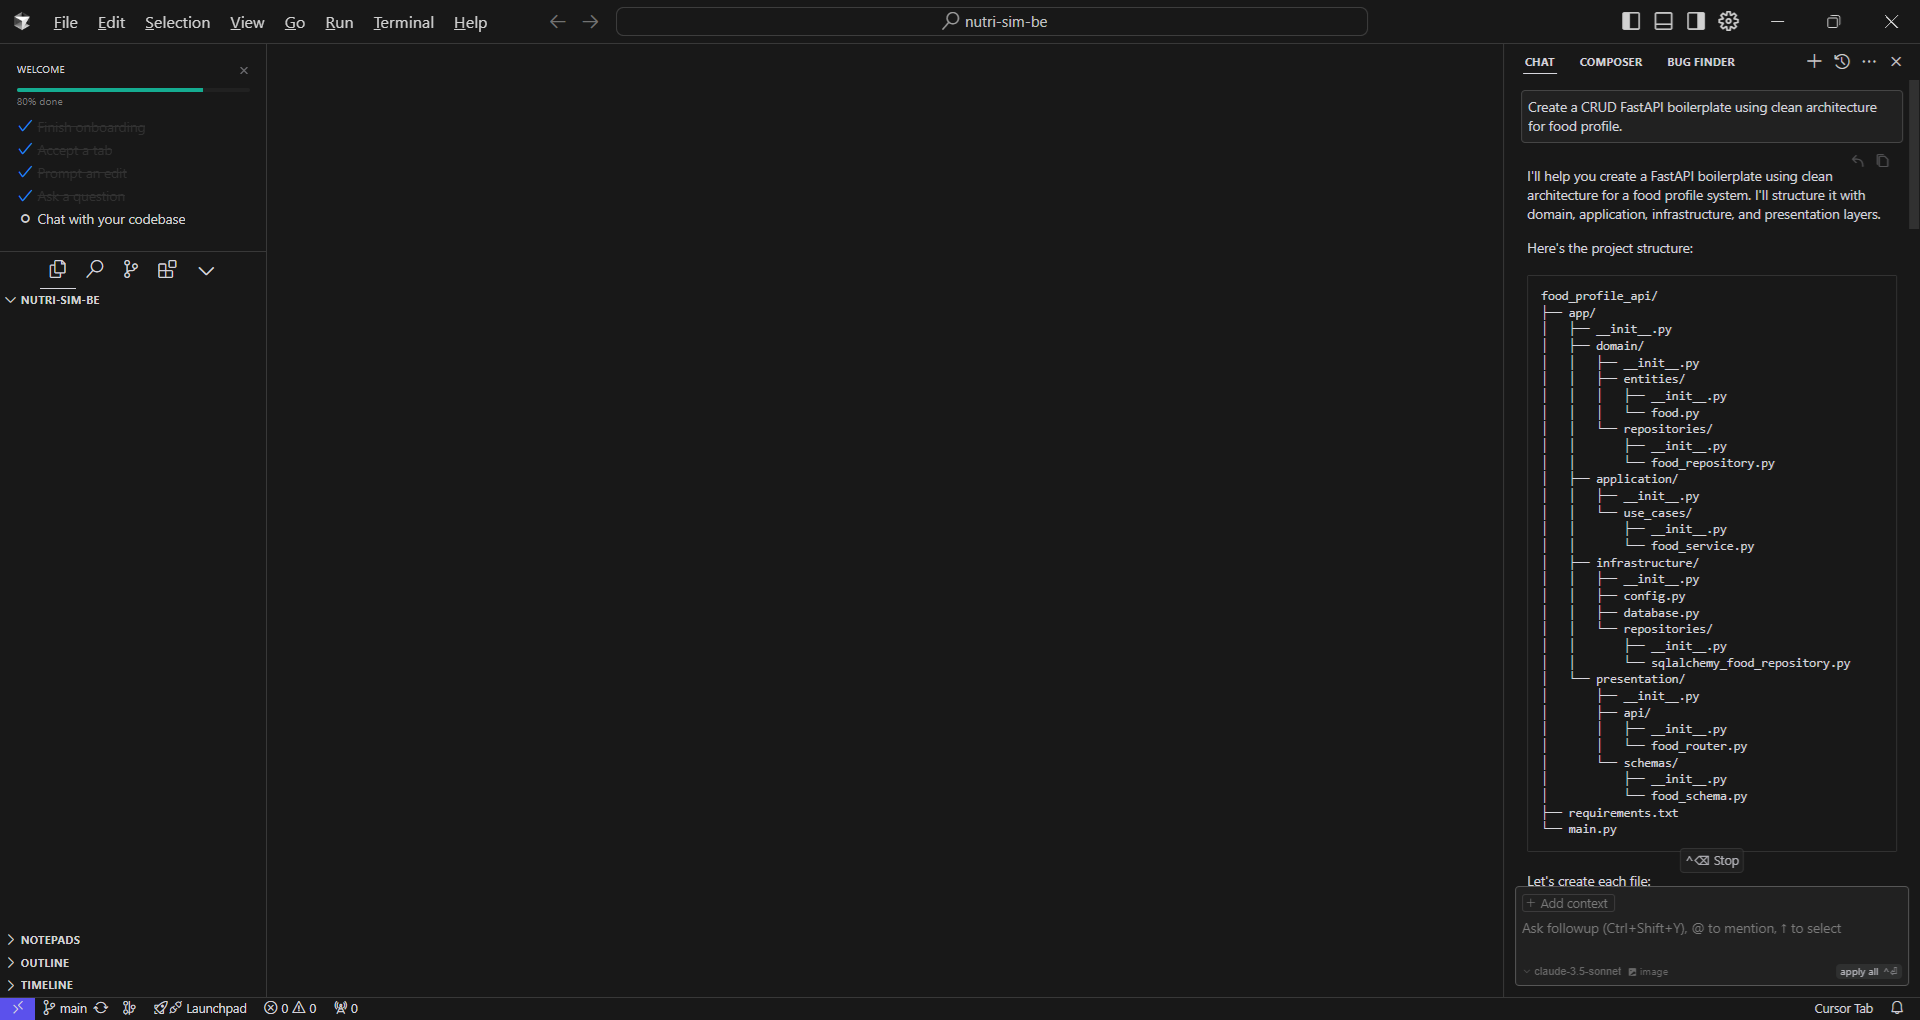 File Edit Selection View Go Run Terminal Help
nutri-sim-be
WELCOME
80% done
Finish onboarding
Accept a tab
Prompt an edit
Ask a question
Chat with your codebase
NUTRI-SIM-BE
NOTEPADS
OUTLINE
TIMELINE
CHAT COMPOSER BUG FINDER
Create a CRUD FastAPI boilerplate using clean architecture
for food profile.
I'll help you create a FastAPI boilerplate using clean
architecture for a food profile system. I'll structure it with
domain, application, infrastructure, and presentation layers.
Here's the project structure:
food_profile_api/
├── app/
│   ├── __init__.py
│   ├── domain/
│   │   ├── __init__.py
│   │   ├── entities/
│   │   │   ├── __init__.py
│   │   │   └── food.py
│   │   └── repositories/
│   │       ├── __init__.py
│   │       └── food_repository.py
│   ├── application/
│   │   ├── __init__.py
│   │   └── use_cases/
│   │       ├── __init__.py
│   │       └── food_service.py
│   ├── infrastructure/
│   │   ├── __init__.py
│   │   ├── config.py
│   │   ├── database.py
│   │   └── repositories/
│   │       ├── __init__.py
│   │       └── sqlalchemy_food_repository.py
│   └── presentation/
│       ├── __init__.py
│       ├── api/
│       │   ├── __init__.py
│       │   └── food_router.py
│       └── schemas/
│           ├── __init__.py
│           └── food_schema.py
├── requirements.txt
└── main.py
^⌫ Stop
Let's create each file:
+ Add context
Ask followup (Ctrl+Shift+Y), @ to mention, ↑ to select
claude-3.5-sonnet image
apply all ^⏎
main Launchpad 0 0 0
Cursor Tab